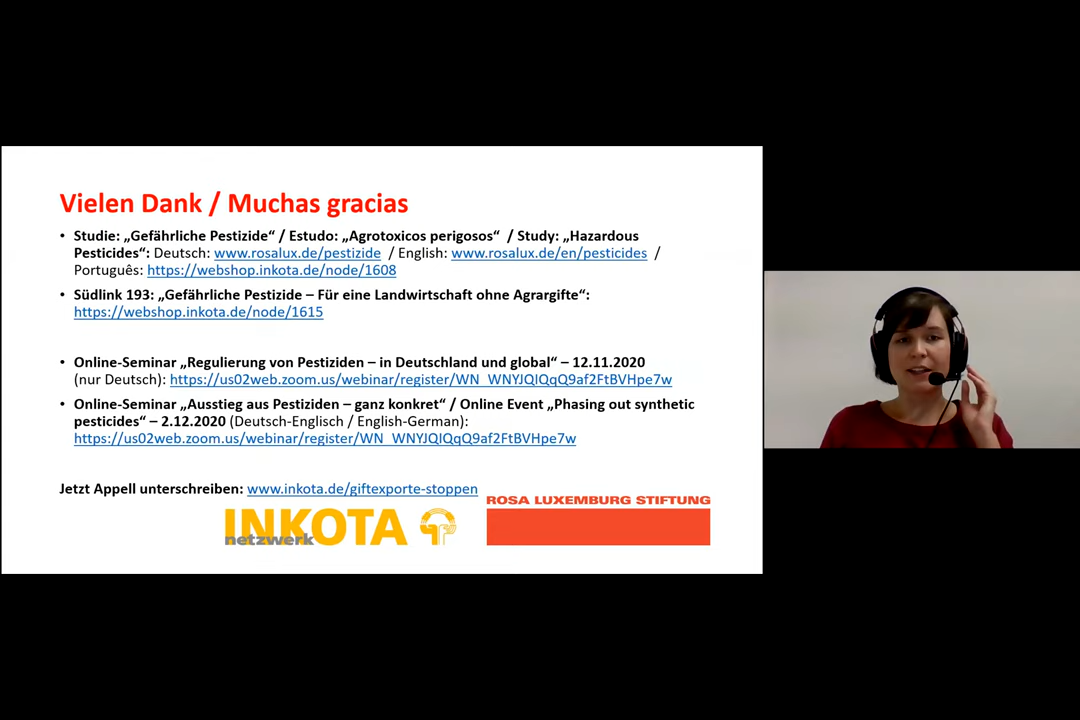 Vielen Dank / Muchas gracias
• Studie: „Gefährliche Pestizide“ / Estudo: „Agrotoxicos perigosos“ / Study: „Hazardous
Pesticides“: Deutsch: www.rosalux.de/pestizide / English: www.rosalux.de/en/pesticides /
Português: https://webshop.inkota.de/node/1608
• Südlink 193: „Gefährliche Pestizide – Für eine Landwirtschaft ohne Agrargifte“:
https://webshop.inkota.de/node/1615
• Online-Seminar „Regulierung von Pestiziden – in Deutschland und global“ – 12.11.2020
(nur Deutsch): https://us02web.zoom.us/webinar/register/WN_WNYJQIQqQ9af2FtBVHpe7w
• Online-Seminar „Ausstieg aus Pestiziden – ganz konkret“ / Online Event „Phasing out synthetic
pesticides“ – 2.12.2020 (Deutsch-Englisch / English-German):
https://us02web.zoom.us/webinar/register/WN_WNYJQIQqQ9af2FtBVHpe7w
Jetzt Appell unterschreiben: www.inkota.de/giftexporte-stoppen
INKOTA
netzwerk
ROSA LUXEMBURG STIFTUNG